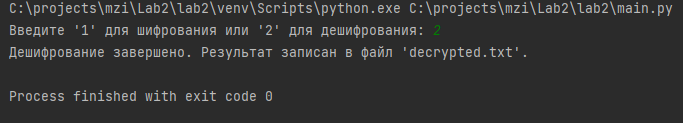 C:\projects\mzi\Lab2\lab2\venv\Scripts\python.exe C:\projects\mzi\Lab2\lab2\main.py
Введите '1' для шифрования или '2' для дешифрования: 2
Дешифрование завершено. Результат записан в файл 'decrypted.txt'.
Process finished with exit code 0